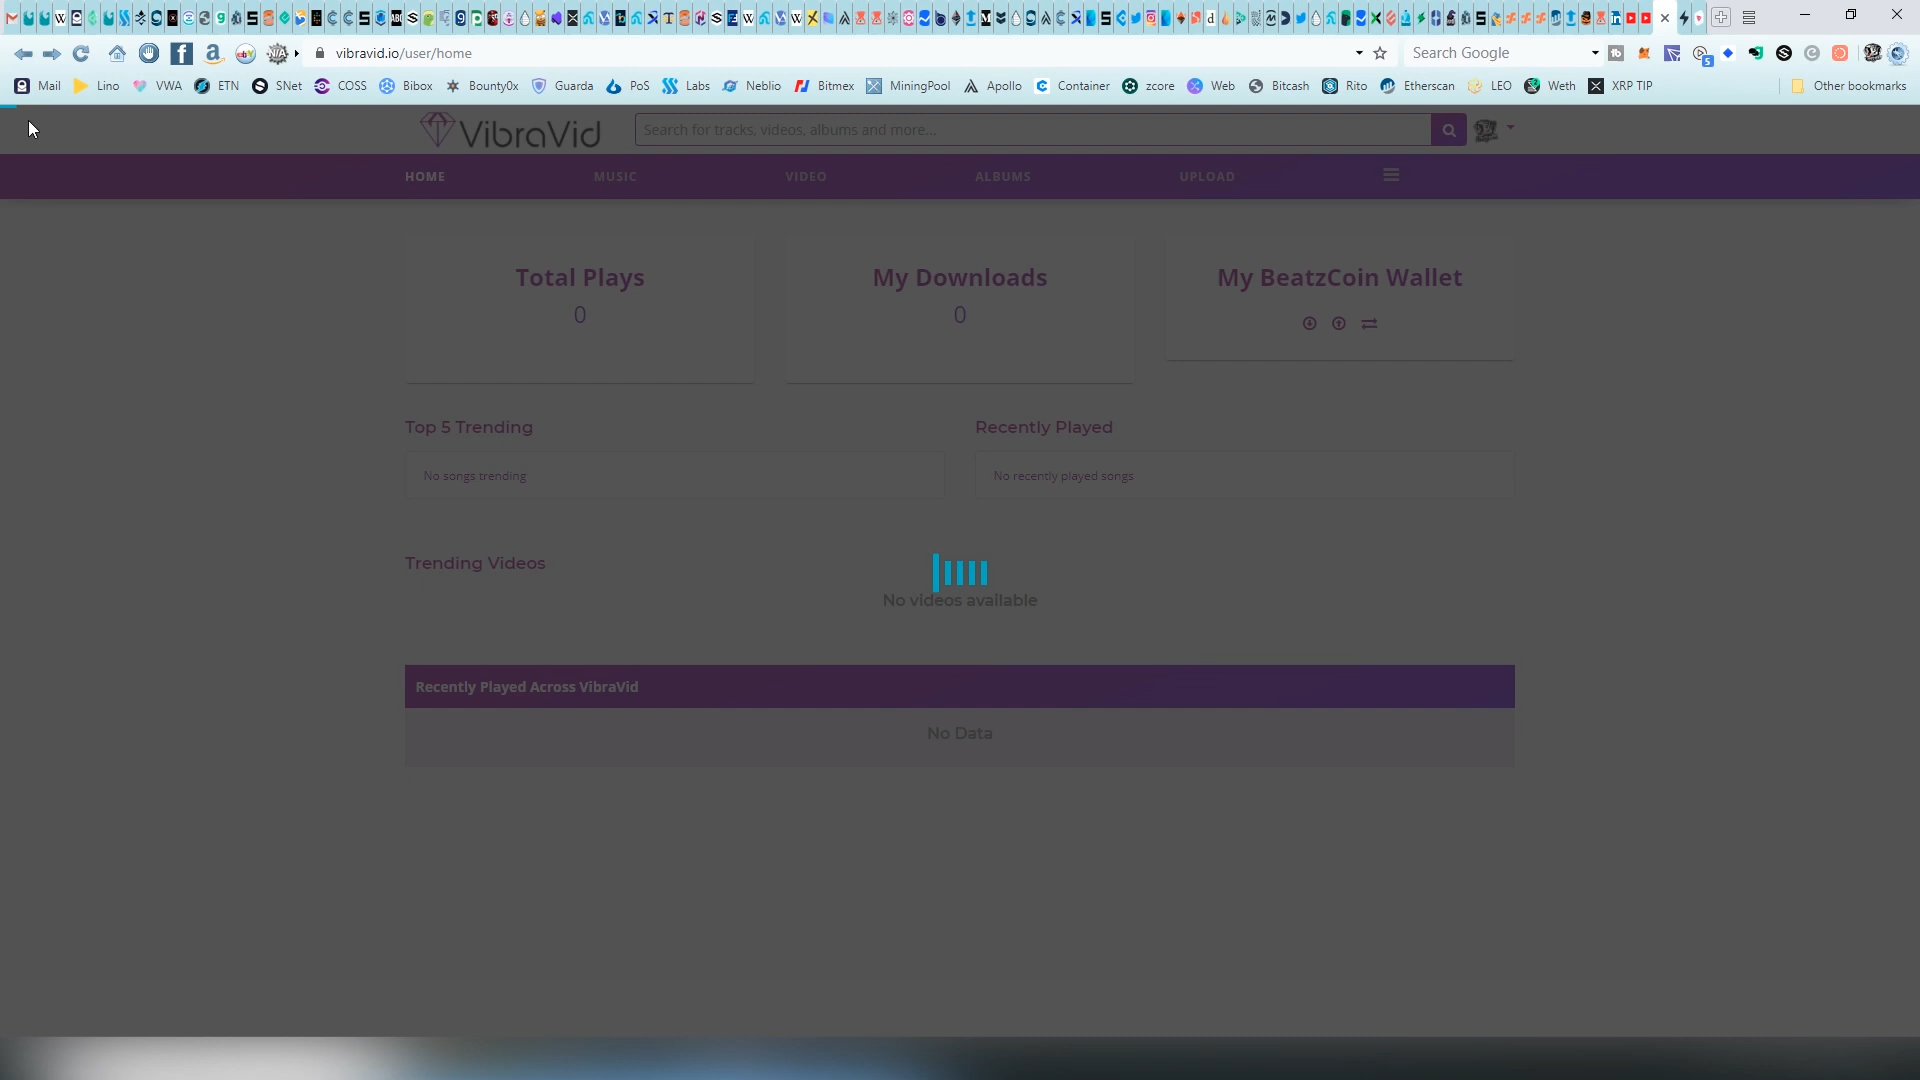 vibravid.io/user/home
Search Google
Mail Lino VWA ETN SNet COSS Bibox Bounty0x Guarda PoS Labs Neblio Bitmex MiningPool Apollo Container zcore Web Bitcash Rito Etherscan LEO Weth XRP TIP Other bookmarks
VibraVid
Search for tracks, videos, albums and more...
HOME MUSIC VIDEO ALBUMS UPLOAD
Total Plays
0
My Downloads
0
My BeatzCoin Wallet
Top 5 Trending
No songs trending
Recently Played
No recently played songs
Trending Videos
No videos available
Recently Played Across VibraVid
No Data